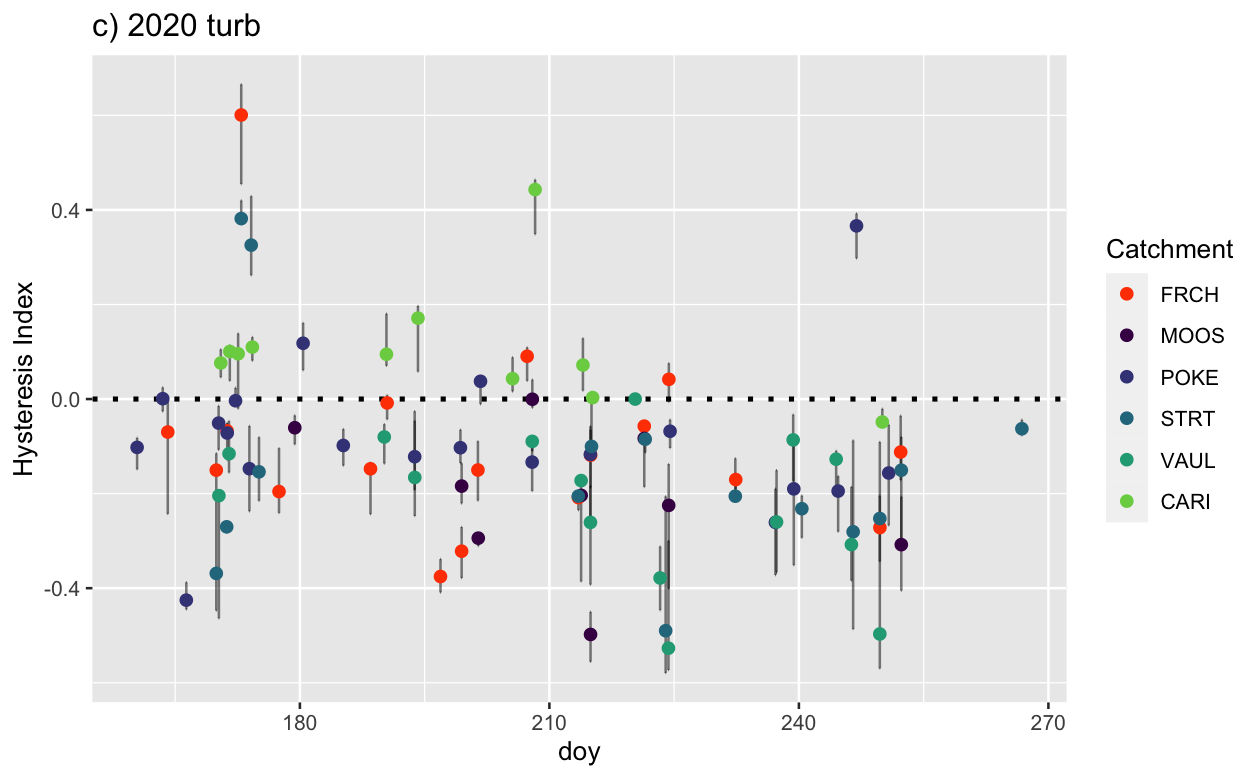 c) 2020 turb
Hysteresis Index
0.4
0.0
-0.4
180
210
240
270
doy
Catchment
FRCH
MOOS
POKE
STRT
VAUL
CARI